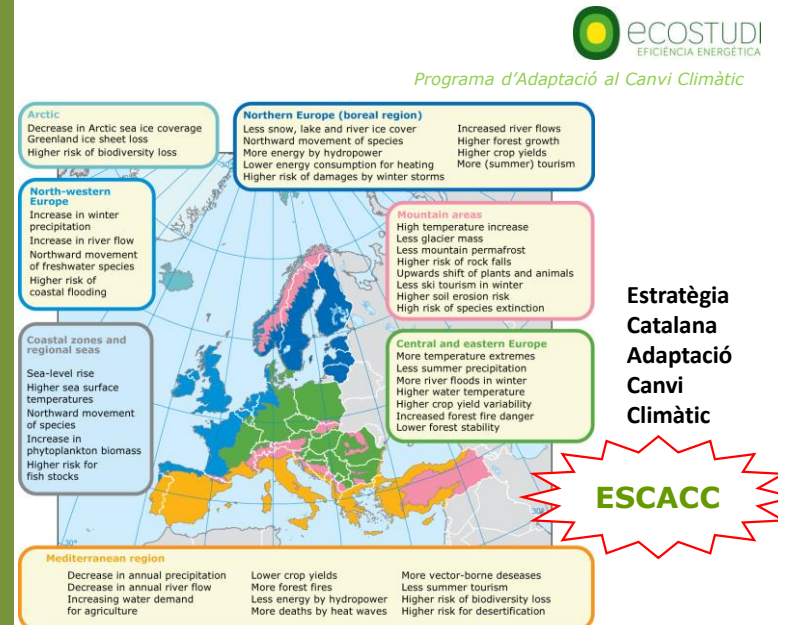 ecostudi
EFICIÈNCIA ENERGÈTICA
Programa d'Adaptació al Canvi Climàtic
Arctic
Decrease in Arctic sea ice coverage
Greenland ice sheet loss
Higher risk of biodiversity loss
Northern Europe (boreal region)
Less snow, lake and river ice cover
Northward movement of species
More energy by hydropower
Lower energy consumption for heating
Higher risk of damages by winter storms
Increased river flows
Higher forest growth
Higher crop yields
More (summer) tourism
North-western
Europe
Increase in winter
precipitation
Increase in river flow
Northward movement
of freshwater species
Higher risk of
coastal flooding
Mountain areas
High temperature increase
Less glacier mass
Less mountain permafrost
Higher risk of rock falls
Upwards shift of plants and animals
Less ski tourism in winter
Higher soil erosion risk
High risk of species extinction
Coastal zones and
regional seas
Sea-level rise
Higher sea surface
temperatures
Northward movement
of species
Increase in
phytoplankton biomass
Higher risk for
fish stocks
Central and eastern Europe
More temperature extremes
Less summer precipitation
More river floods in winter
Higher water temperature
Higher crop yield variability
Increased forest fire danger
Lower forest stability
Estratègia
Catalana
Adaptació
Canvi
Climàtic
ESCACC
Mediterranean region
Decrease in annual precipitation
Decrease in annual river flow
Increasing water demand
for agriculture
Lower crop yields
More forest fires
Less energy by hydropower
More deaths by heat waves
More vector-borne deseases
Less summer tourism
Higher risk of biodiversity loss
Higher risk for desertification